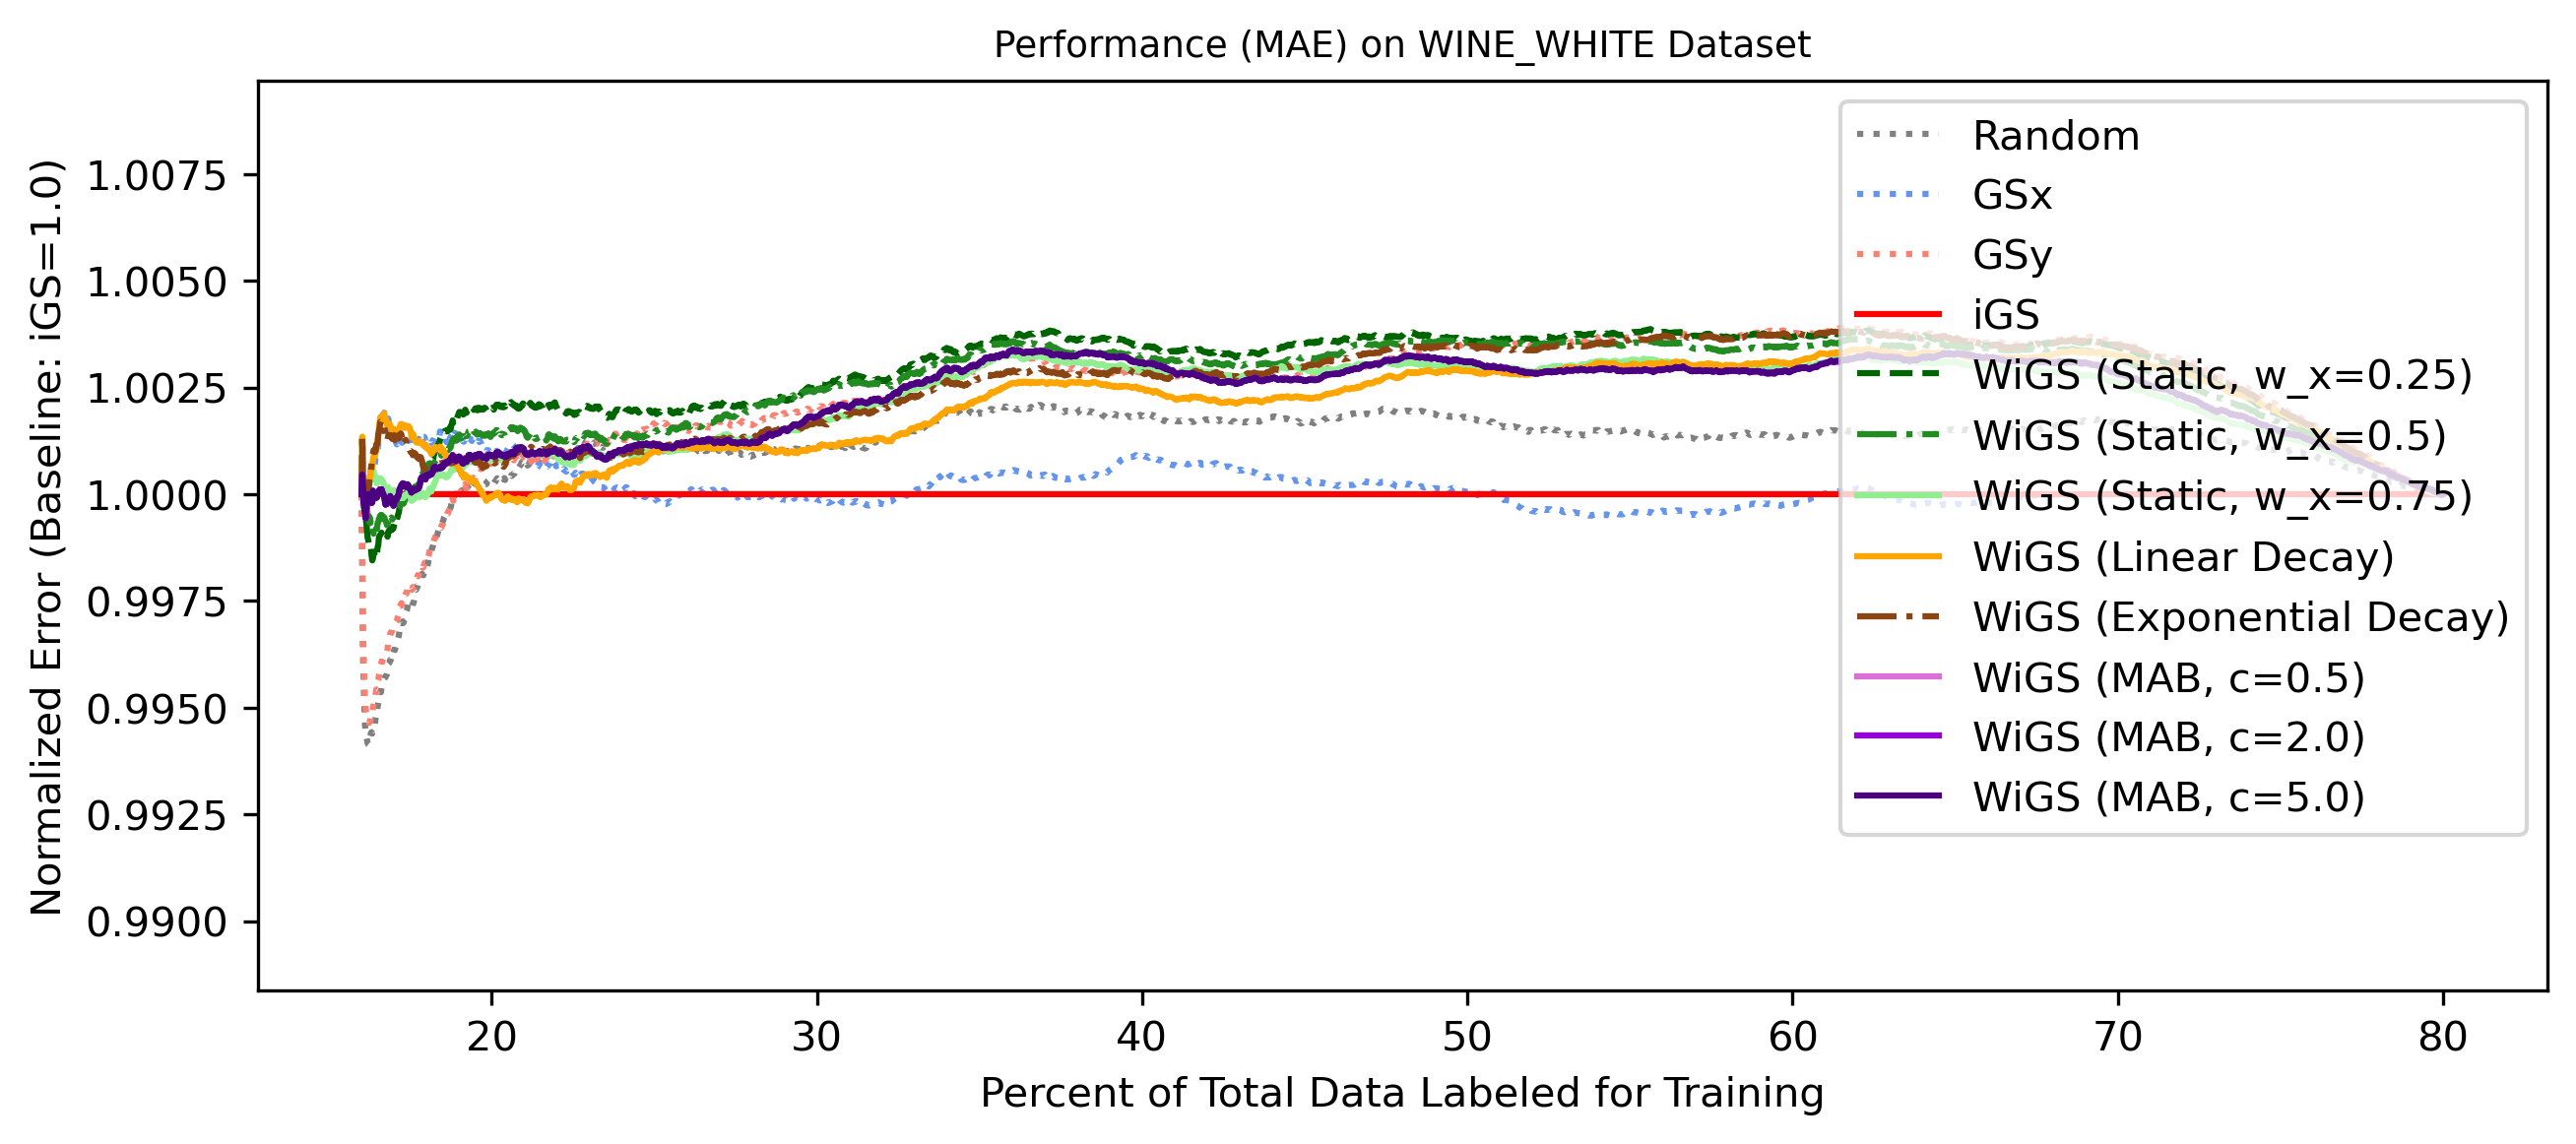 Performance (MAE) on WINE_WHITE Dataset
Normalized Error (Baseline: iGS=1.0)
1.0075
1.0050
1.0025
1.0000
0.9975
0.9950
0.9925
0.9900
Random
GSx
GSy
iGS
WiGS (Static, w_x=0.25)
WiGS (Static, w_x=0.5)
WiGS (Static, w_x=0.75)
WiGS (Linear Decay)
WiGS (Exponential Decay)
WiGS (MAB, c=0.5)
WiGS (MAB, c=2.0)
WiGS (MAB, c=5.0)
20 30 40 50 60 70 80
Percent of Total Data Labeled for Training